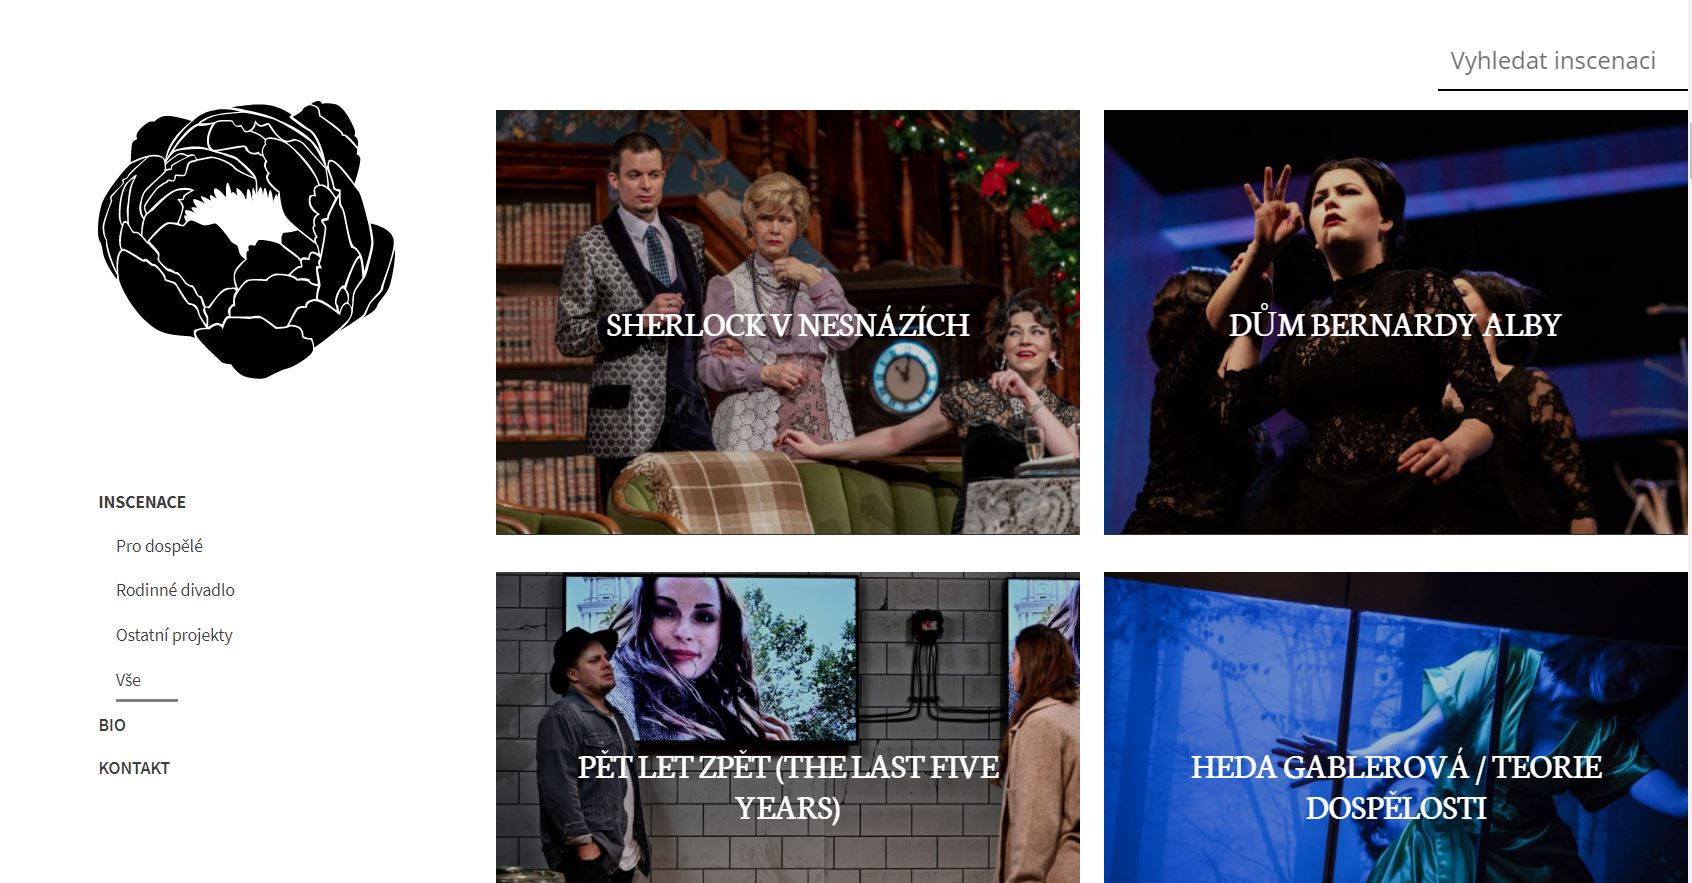 Vyhledat inscenaci
SHERLOCK V NESNÁZÍCH
DŮM BERNARDY ALBY
INSCENACE
Pro dospělé
Rodinné divadlo
Ostatní projekty
Vše
BIO
KONTAKT
PĚT LET ZPĚT (THE LAST FIVE
YEARS)
HEDA GABLEROVÁ / TEORIE
DOSPĚLOSTI